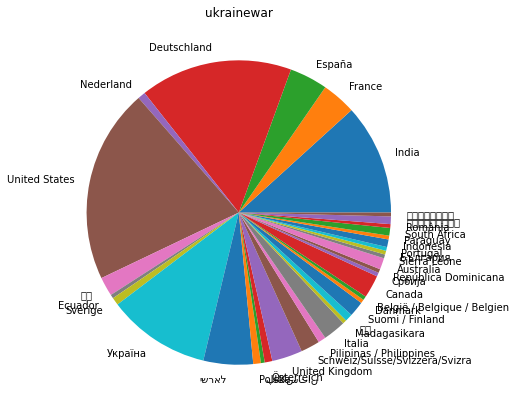 ukrainewar
India
France
España
Deutschland
Nederland
United States
Ecuador
Sverige
Україна
ישראל
Österreich
United Kingdom
Schweiz/Suisse/Svizzera/Svizra
Pilipinas / Philippines
Italia
Madagasikara
Suomi / Finland
Danmark
België / Belgique / Belgien
Canada
Србија
República Dominicana
Australia
Sierra Leone
Portugal
Indonesia
Paraguay
South Africa
România